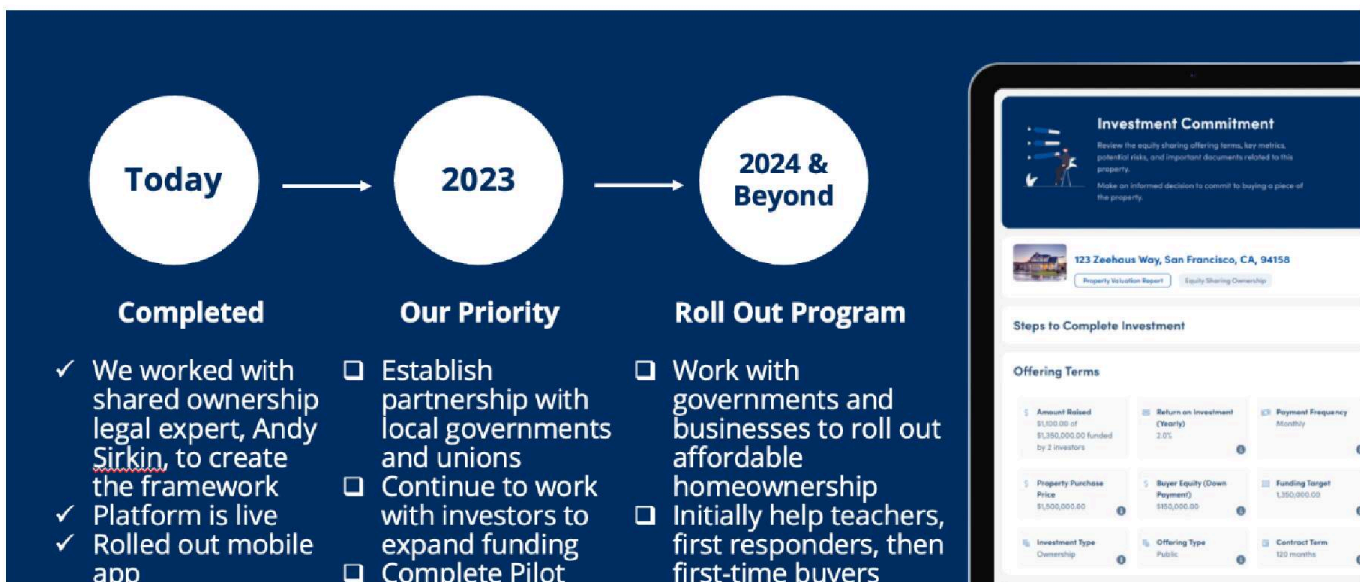 Today
2023
2024 &
Beyond
Completed
✓ We worked with
shared ownership
legal expert, Andy
Sirkin, to create
the framework
✓ Platform is live
✓ Rolled out mobile
app
Our Priority
❑ Establish
partnership with
local governments
and unions
❑ Continue to work
with investors to
expand funding
❑ Complete Pilot
Roll Out Program
❑ Work with
governments and
businesses to roll out
affordable
homeownership
❑ Initially help teachers,
first responders, then
first-time buyers
Investment Commitment
Review the equity sharing offering terms, key metrics,
potential risks, and important documents related to this
property.
Make an informed decision to commit to buying a piece of
the property.
123 Zeehaus Way, San Francisco, CA, 94158
Property Valuation Report
Equity Sharing Ownership
Steps to Complete Investment
Offering Terms
Amount Raised
$1,100.00 of
$1,350,000.00 funded
by 2 investors
Return on Investment
(Yearly)
2.0%
Payment Frequency
Monthly
Property Purchase
Price
$1,500,000.00
Buyer Equity (Down
Payment)
$150,000.00
Funding Target
1,350,000.00
Investment Type
Ownership
Offering Type
Public
Contract Term
120 months